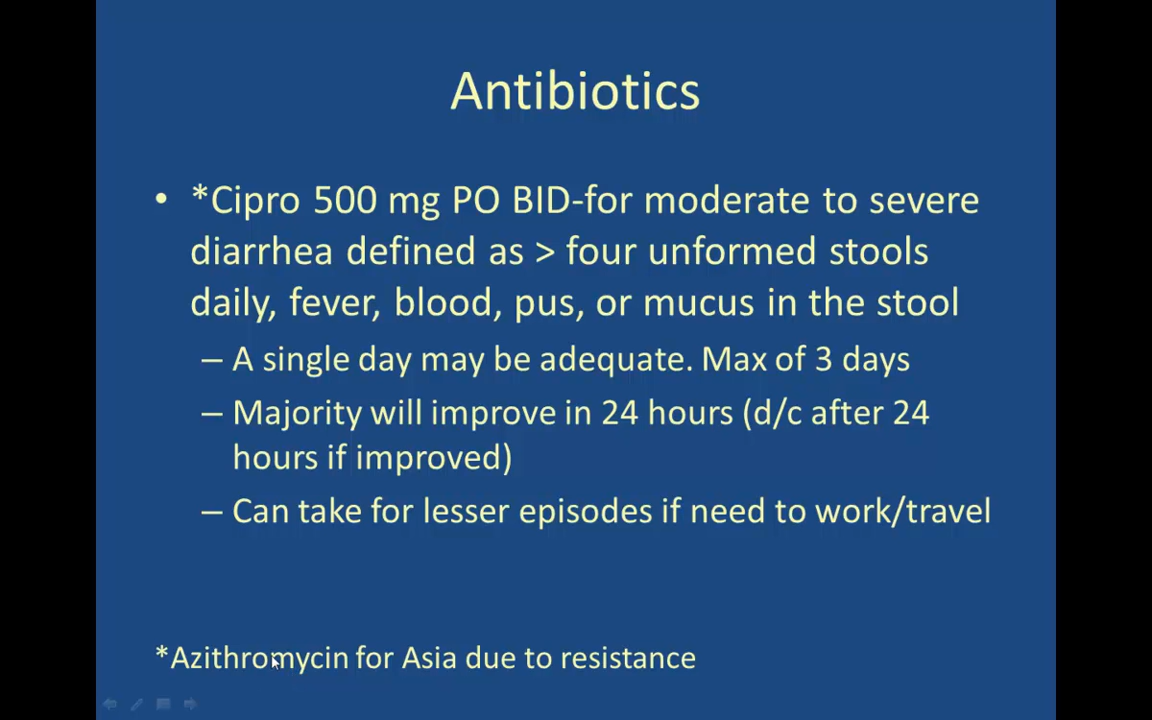 Antibiotics
• *Cipro 500 mg PO BID-for moderate to severe
diarrhea defined as > four unformed stools
daily, fever, blood, pus, or mucus in the stool
– A single day may be adequate. Max of 3 days
– Majority will improve in 24 hours (d/c after 24
hours if improved)
– Can take for lesser episodes if need to work/travel
*Azithromycin for Asia due to resistance